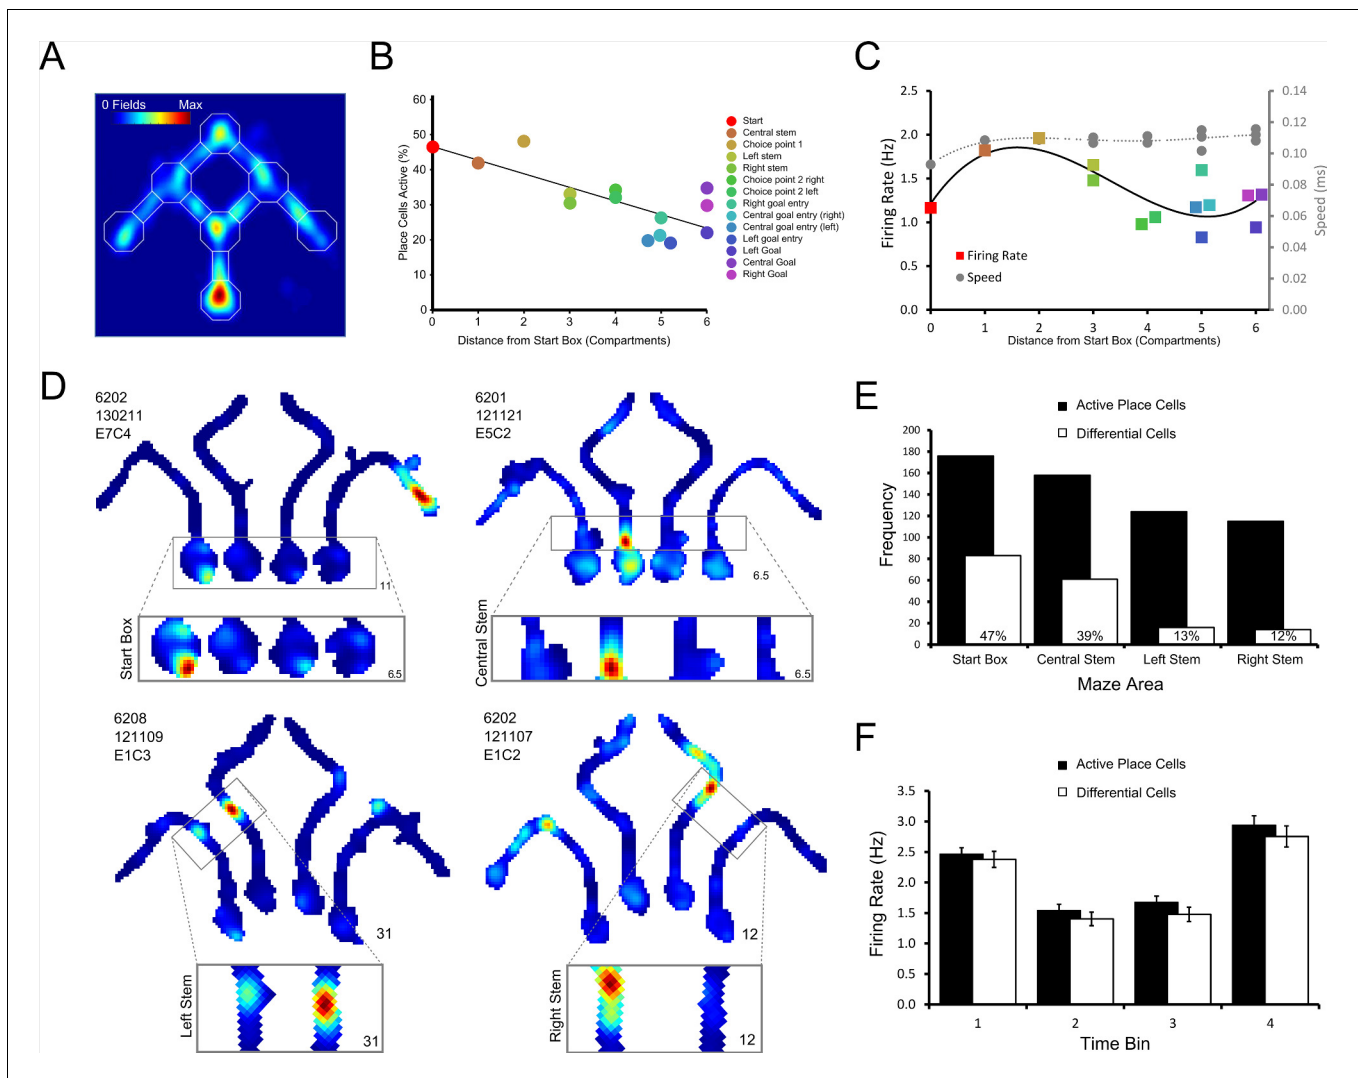 A
0 Fields Max
B
Place Cells Active (%)
60
50
40
30
20
10
0
0 1 2 3 4 5 6
Distance from Start Box (Compartments)
Start
Central stem
Choice point 1
Left stem
Right stem
Choice point 2 right
Choice point 2 left
Right goal entry
Central goal entry (right)
Central goal entry (left)
Left goal entry
Left Goal
Central Goal
Right Goal
C
Firing Rate (Hz)
2.5
2.0
1.5
1.0
0.5
0.0
Firing Rate
Speed
0 1 2 3 4 5 6
Distance from Start Box (Compartments)
0.14
0.12
0.10
0.08
0.06
0.04
0.02
0.00
Speed (ms)
D
6202
130211
E7C4
11
Start Box
6.5
6201
121121
E5C2
6.5
Central Stem
6.5
6208
121109
E1C3
31
Left Stem
31
6202
121107
E1C2
12
Right Stem
12
E
Active Place Cells
Differential Cells
Frequency
200
180
160
140
120
100
80
60
40
20
0
47% 39% 13% 12%
Start Box Central Stem Left Stem Right Stem
Maze Area
F
Active Place Cells
Differential Cells
Firing Rate (Hz)
3.5
3.0
2.5
2.0
1.5
1.0
0.5
0.0
1 2 3 4
Time Bin